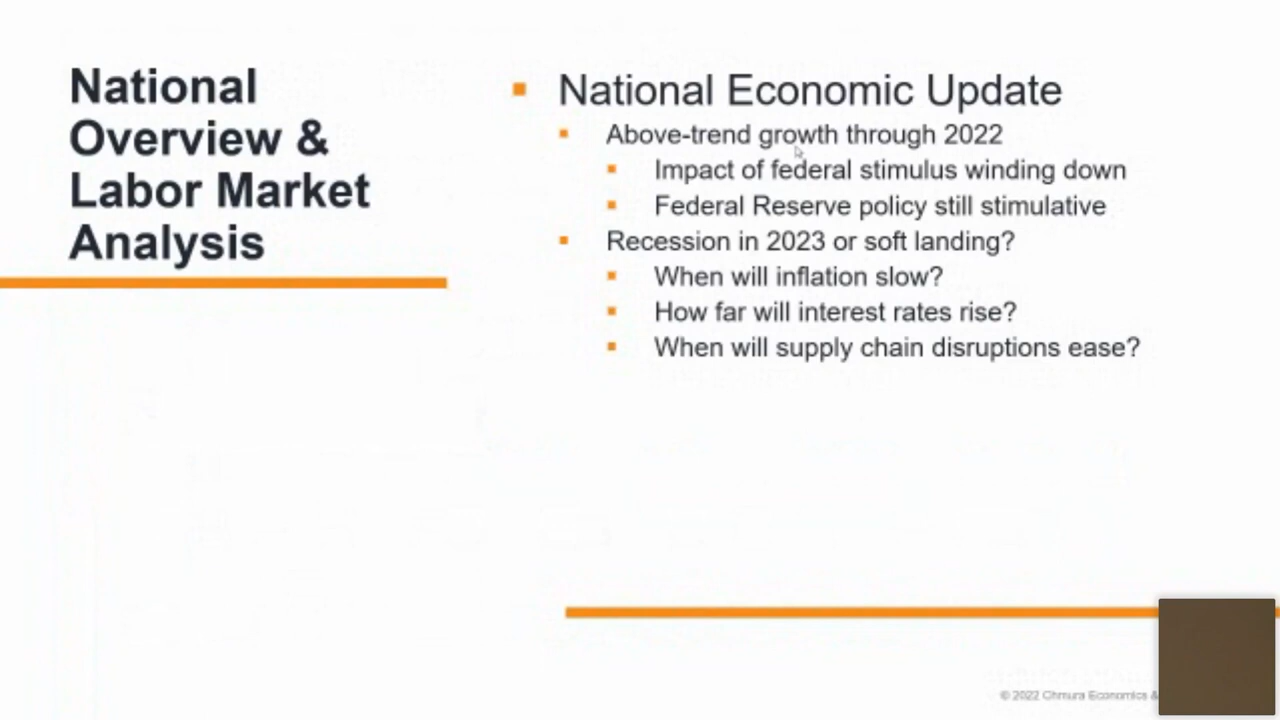 National
Overview &
Labor Market
Analysis
National Economic Update
Above-trend growth through 2022
Impact of federal stimulus winding down
Federal Reserve policy still stimulative
Recession in 2023 or soft landing?
When will inflation slow?
How far will interest rates rise?
When will supply chain disruptions ease?
© 2022 Chmura Economics &